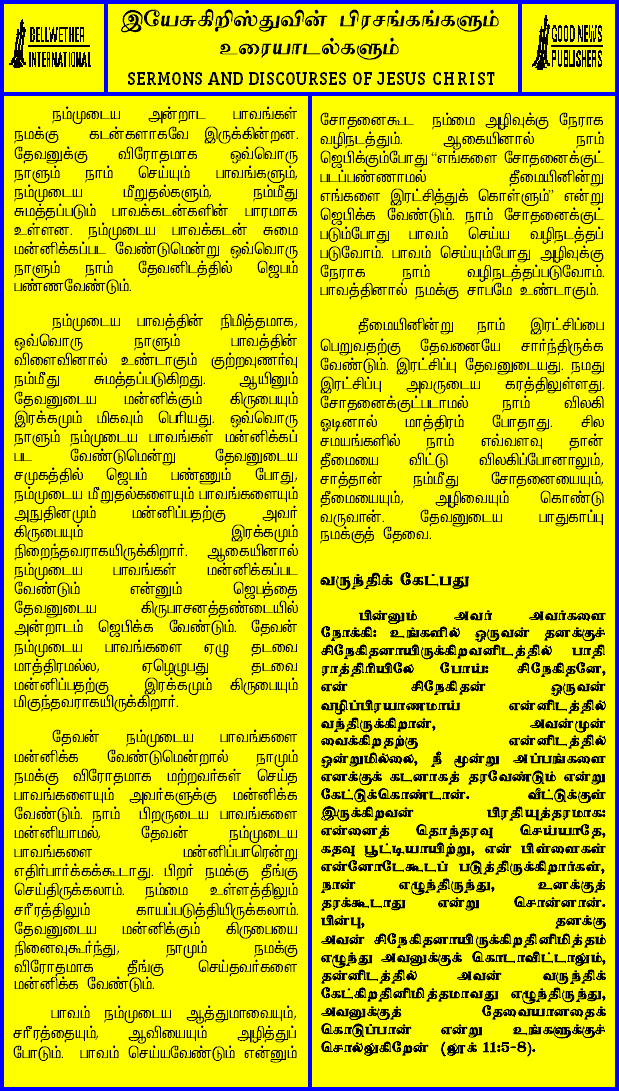 BELLWETHER
INTERNATIONAL
இயேசுகிறிஸ்துவின் பிரசங்கங்களும்
உரையாடல்களும்
SERMONS AND DISCOURSES OF JESUS CHRIST
GOOD NEWS
PUBLISHERS
நம்முடைய அன்றாட பாவங்கள்
நமக்கு கடன்களாகவே இருக்கின்றன.
தேவனுக்கு விரோதமாக ஒவ்வொரு
நாளும் நாம் செய்யும் பாவங்களும்,
நம்முடைய மீறுதல்களும், நம்மீது
சுமத்தப்படும் பாவக்கடன்களின் பாரமாக
உள்ளன. நம்முடைய பாவக்கடன் சுமை
மன்னிக்கப்பட வேண்டுமென்று ஒவ்வொரு
நாளும் நாம் தேவனிடத்தில் ஜெபம்
பண்ணவேண்டும்.
நம்முடைய பாவத்தின் நிமித்தமாக,
ஒவ்வொரு நாளும் பாவத்தின்
விளைவினால் உண்டாகும் குற்றவுணர்வு
நம்மீது சுமத்தப்படுகிறது. ஆயினும்
தேவனுடைய மன்னிக்கும் கிருபையும்
இரக்கமும் மிகவும் பெரியது. ஒவ்வொரு
நாளும் நம்முடைய பாவங்கள் மன்னிக்கப்
பட வேண்டுமென்று தேவனுடைய
சமுகத்தில் ஜெபம் பண்ணும் போது,
நம்முடைய மீறுதல்களையும் பாவங்களையும்
அநுதினமும் மன்னிப்பதற்கு அவர்
கிருபையும் இரக்கமும்
நிறைந்தவராகயிருக்கிறார். ஆகையினால்
நம்முடைய பாவங்கள் மன்னிக்கப்பட
வேண்டும் என்னும் ஜெபத்தை
தேவனுடைய கிருபாசனத்தண்டையில்
அன்றாடம் ஜெபிக்க வேண்டும். தேவன்
நம்முடைய பாவங்களை ஏழு தடவை
மாத்திரமல்ல, ஏழெழுபது தடவை
மன்னிப்பதற்கு இரக்கமும் கிருபையும்
மிகுந்தவராகயிருக்கிறார்.
தேவன் நம்முடைய பாவங்களை
மன்னிக்க வேண்டுமென்றால் நாமும்
நமக்கு விரோதமாக மற்றவர்கள் செய்த
பாவங்களையும் அவர்களுக்கு மன்னிக்க
வேண்டும். நாம் பிறருடைய பாவங்களை
மன்னியாமல், தேவன் நம்முடைய
பாவங்களை மன்னிப்பாரென்று
எதிர்பார்க்கக்கூடாது. பிறர் நமக்கு தீங்கு
செய்திருக்கலாம். நம்மை உள்ளத்திலும்
சரீரத்திலும் காயப்படுத்தியிருக்கலாம்.
தேவனுடைய மன்னிக்கும் கிருபையை
நினைவுகூர்ந்து, நாமும் நமக்கு
விரோதமாக தீங்கு செய்தவர்களை
மன்னிக்க வேண்டும்.
பாவம் நம்முடைய ஆத்துமாவையும்,
சரீரத்தையும், ஆவியையும் அழித்துப்
போடும். பாவம் செய்யவேண்டும் என்னும்
சோதனைகூட நம்மை அழிவுக்கு நேராக
வழிநடத்தும். ஆகையினால் நாம்
ஜெபிக்கும்போது “எங்களை சோதனைக்குட்
படப்பண்ணாமல் தீமையினின்று
எங்களை இரட்சித்துக் கொள்ளும்” என்று
ஜெபிக்க வேண்டும். நாம் சோதனைக்குட்
படும்போது பாவம் செய்ய வழிநடத்தப்
படுவோம். பாவம் செய்யும்போது அழிவுக்கு
நேராக நாம் வழிநடத்தப்படுவோம்.
பாவத்தினால் நமக்கு சாபமே உண்டாகும்.
தீமையினின்று நாம் இரட்சிப்பை
பெறுவதற்கு தேவனையே சார்ந்திருக்க
வேண்டும். இரட்சிப்பு தேவனுடையது. நமது
இரட்சிப்பு அவருடைய கரத்திலுள்ளது.
சோதனைக்குட்படாமல் நாம் விலகி
ஓடினால் மாத்திரம் போதாது. சில
சமயங்களில் நாம் எவ்வளவு தான்
தீமையை விட்டு விலகிப்போனாலும்,
சாத்தான் நம்மீது சோதனையையும்,
தீமையையும், அழிவையும் கொண்டு
வருவான். தேவனுடைய பாதுகாப்பு
நமக்குத் தேவை.
வருந்திக் கேட்பது
பின்னும் அவர் அவர்களை
நோக்கி: உங்களில் ஒருவன் தனக்குச்
சிநேகிதனாயிருக்கிறவனிடத்தில் பாதி
ராத்திரியிலே போய்: சிநேகிதனே,
என் சிநேகிதன் ஒருவன்
வழிப்பிரயாணமாய் என்னிடத்தில்
வந்திருக்கிறான், அவன்முன்
வைக்கிறதற்கு என்னிடத்தில்
ஒன்றுமில்லை, நீ மூன்று அப்பங்களை
எனக்குக் கடனாகத் தரவேண்டும் என்று
கேட்டுக்கொண்டான். வீட்டுக்குள்
இருக்கிறவன் பிரதியுத்தரமாக:
என்னைத் தொந்தரவு செய்யாதே,
கதவு பூட்டியாயிற்று, என் பிள்ளைகள்
என்னோடேகூடப் படுத்திருக்கிறார்கள்,
நான் எழுந்திருந்து, உனக்குத்
தரக்கூடாது என்று சொன்னான்.
பின்பு, தனக்கு
அவன் சிநேகிதனாயிருக்கிறதினிமித்தம்
எழுந்து அவனுக்குக் கொடாவிட்டாலும்,
தன்னிடத்தில் அவன் வருந்திக்
கேட்கிறதினிமித்தமாவது எழுந்திருந்து,
அவனுக்குத் தேவையானதைக்
கொடுப்பான் என்று உங்களுக்குச்
சொல்லுகிறேன் (லூக் 11:5-8).